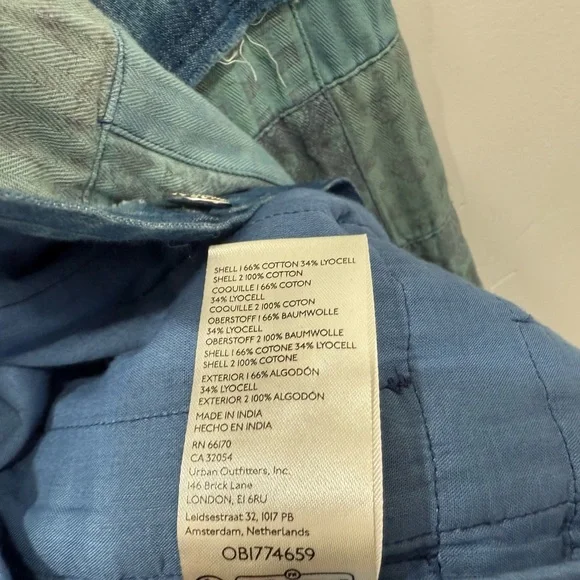 SHELL 1 66% COTTON 34% LYOCELL
SHELL 2 100% COTTON
COQUILLE 1 66% COTON
34% LYOCELL
COQUILLE 2 100% COTON
OBERSTOFF 1 66% BAUMWOLLE
34% LYOCELL
OBERSTOFF 2 100% BAUMWOLLE
SHELL 1 66% COTONE 34% LYOCELL
SHELL 2 100% COTONE
EXTERIOR 1 66% ALGODÓN
34% LYOCELL
EXTERIOR 2 100% ALGODÓN
MADE IN INDIA
HECHO EN INDIA
RN 66170
CA 32054
Urban Outfitters, Inc.
146 Brick Lane
LONDON, E1 6RU
Leidsestraat 32, 1017 PB
Amsterdam, Netherlands
OB1774659